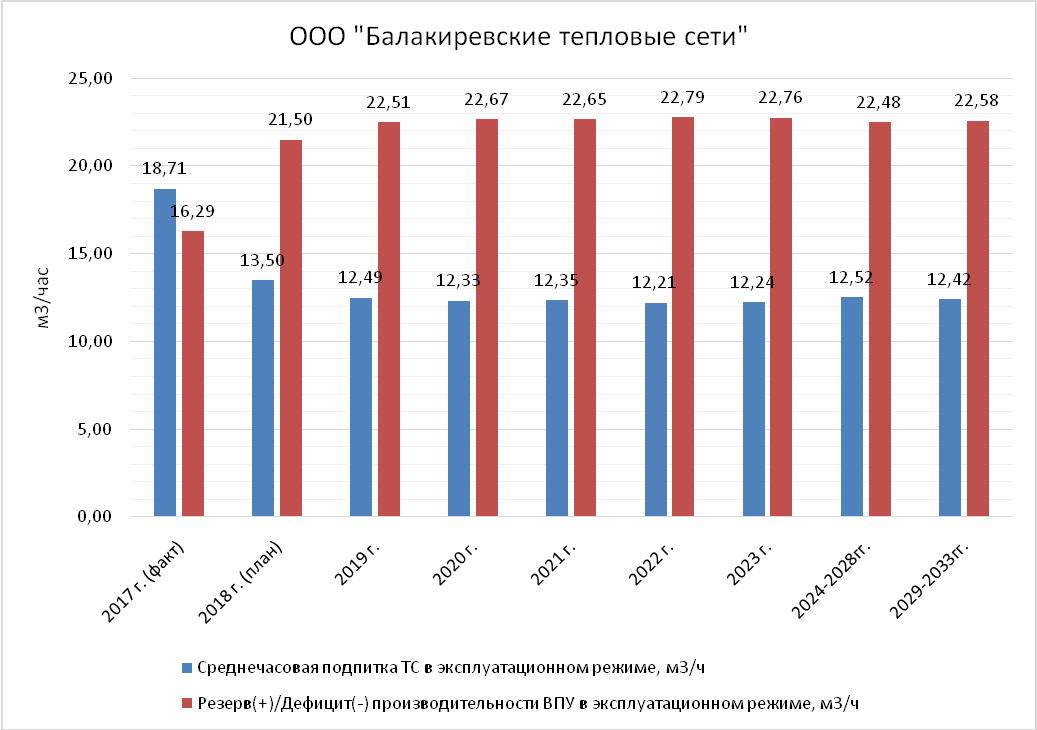 ООО "Балакиревские тепловые сети"
м3/час
25,00
20,00
15,00
10,00
5,00
0,00
18,71
16,29
13,50
21,50
12,49
22,51
12,33
22,67
12,35
22,65
12,21
22,79
12,24
22,76
12,52
22,48
12,42
22,58
2017 г. (факт)
2018 г. (план)
2019 г.
2020 г.
2021 г.
2022 г.
2023 г.
2024-2028гг.
2029-2033гг.
Среднечасовая подпитка ТС в эксплуатационном режиме, м3/ч
Резерв(+)/Дефицит(-) производительности ВПУ в эксплуатационном режиме, м3/ч